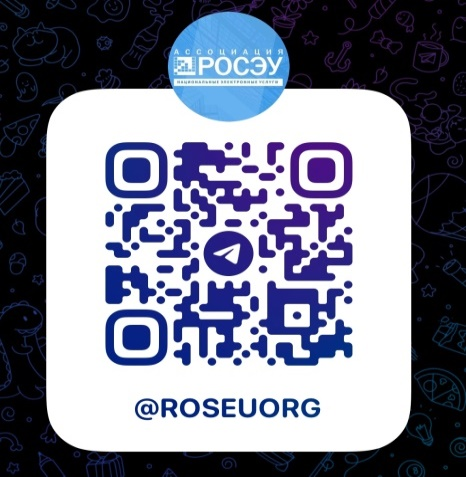 АССОЦИАЦИЯ
РОСЭУ
НАЦИОНАЛЬНЫЕ ЭЛЕКТРОННЫЕ УСЛУГИ
@ROSEUORG